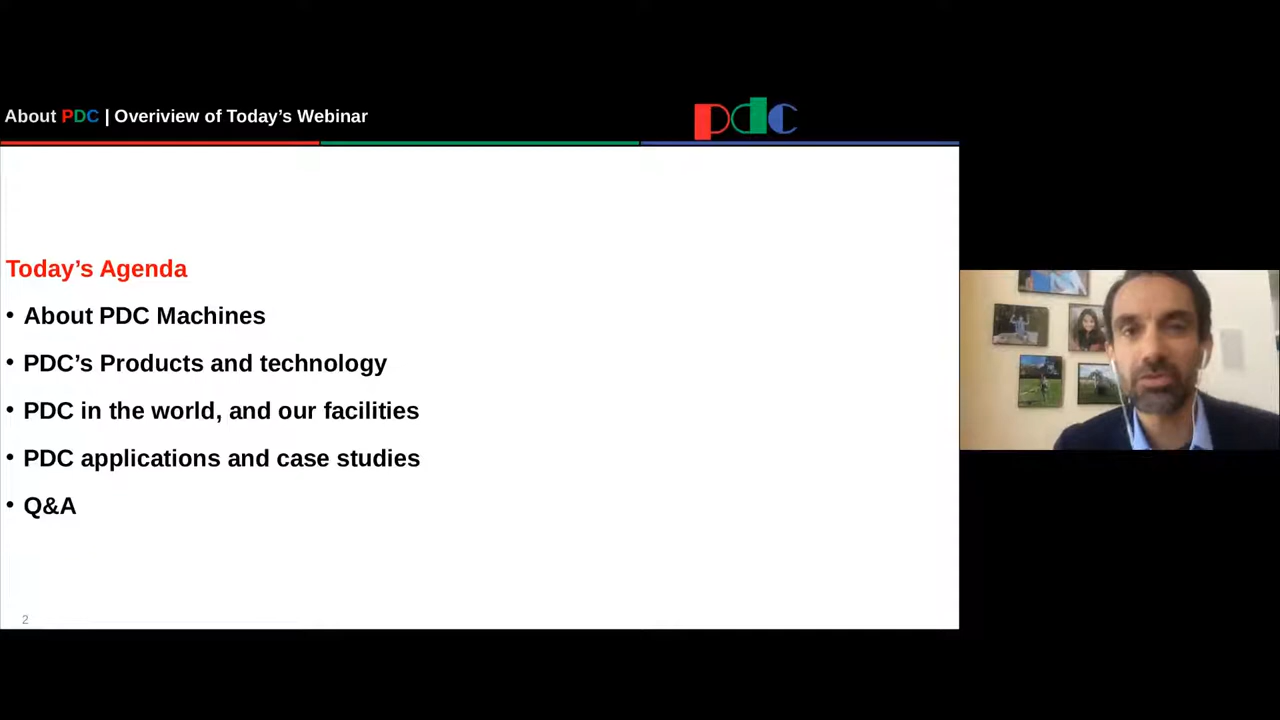 About PDC | Overiview of Today's Webinar
pdc
Today's Agenda
• About PDC Machines
• PDC's Products and technology
• PDC in the world, and our facilities
• PDC applications and case studies
• Q&A
2